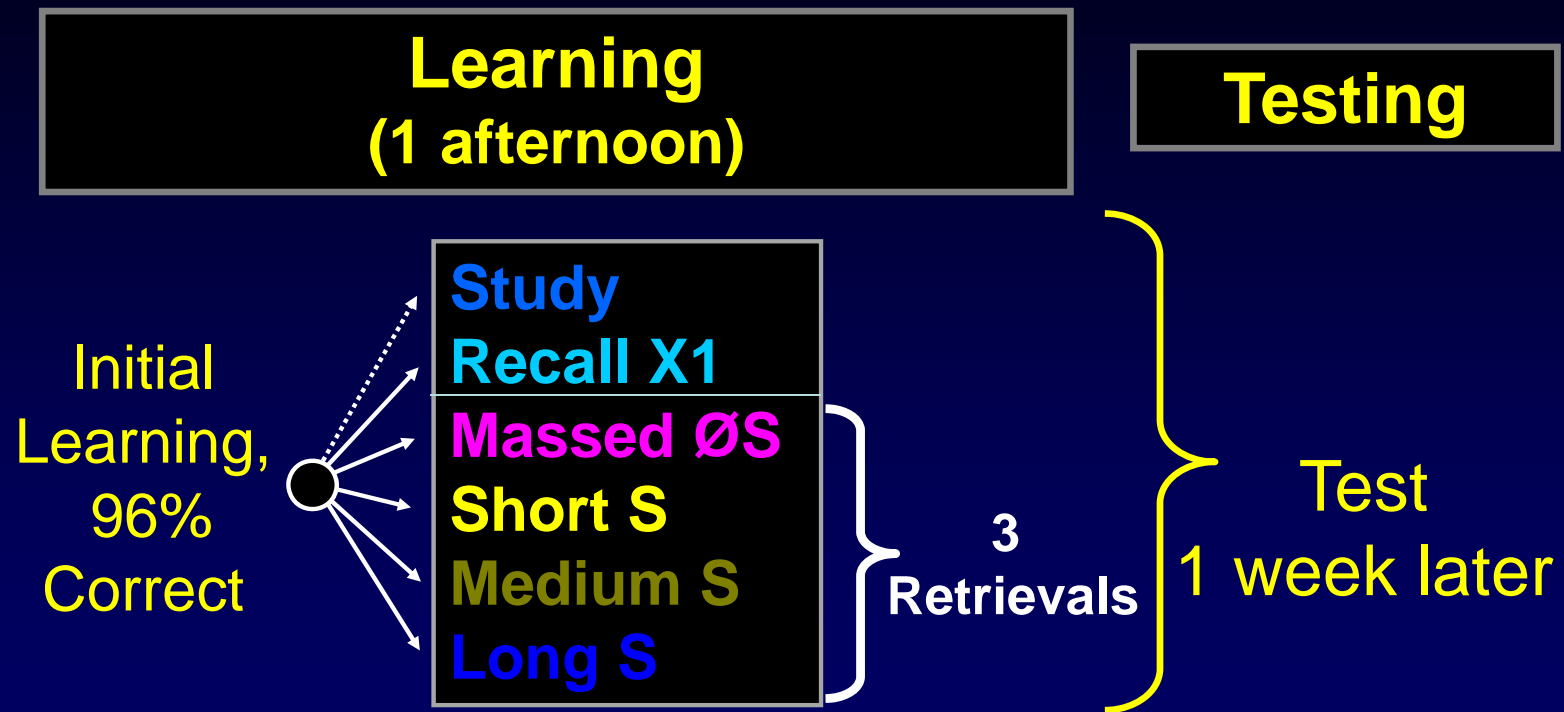 Learning
(1 afternoon)
Testing
Initial
Learning,
96%
Correct
Study
Recall X1
Massed ØS
Short S
Medium S
Long S
3
Retrievals
Test
1 week later